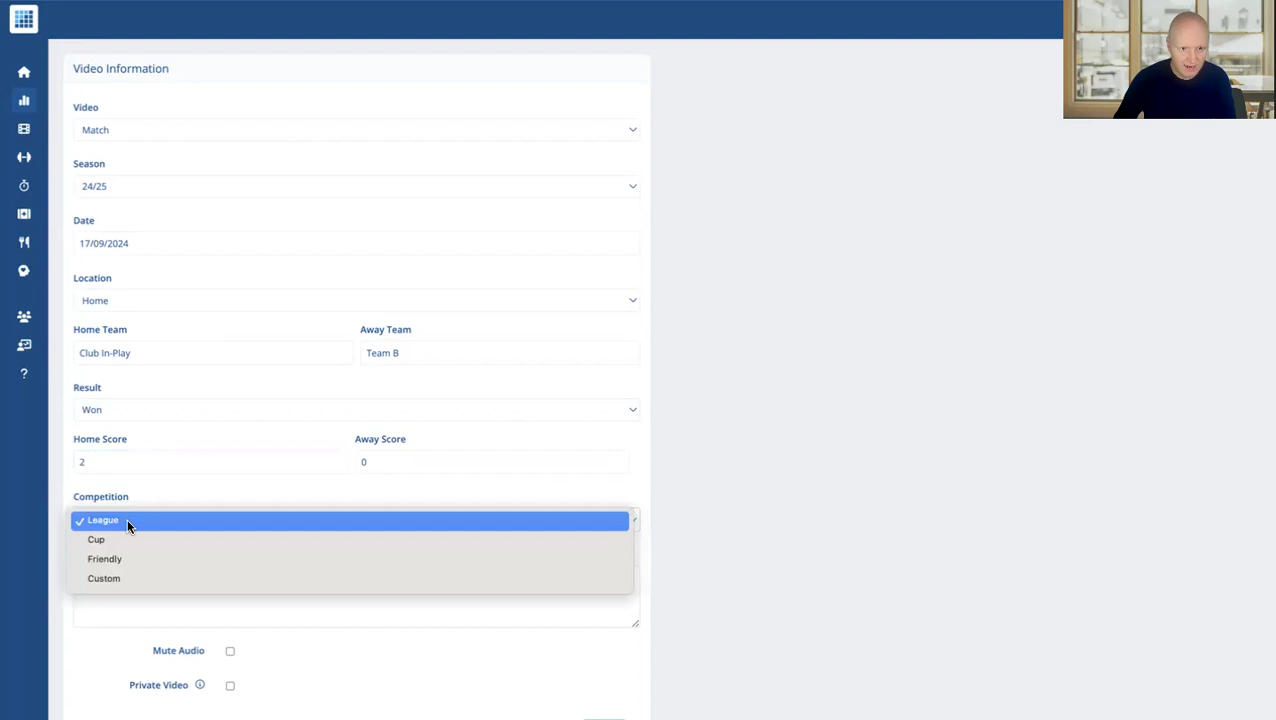 Video Information
Video
Match
Season
24/25
Date
17/09/2024
Location
Home
Home Team Away Team
Club In-Play Team B
Result
Won
Home Score Away Score
2 0
Competition
League
Cup
Friendly
Custom
Mute Audio
Private Video
?